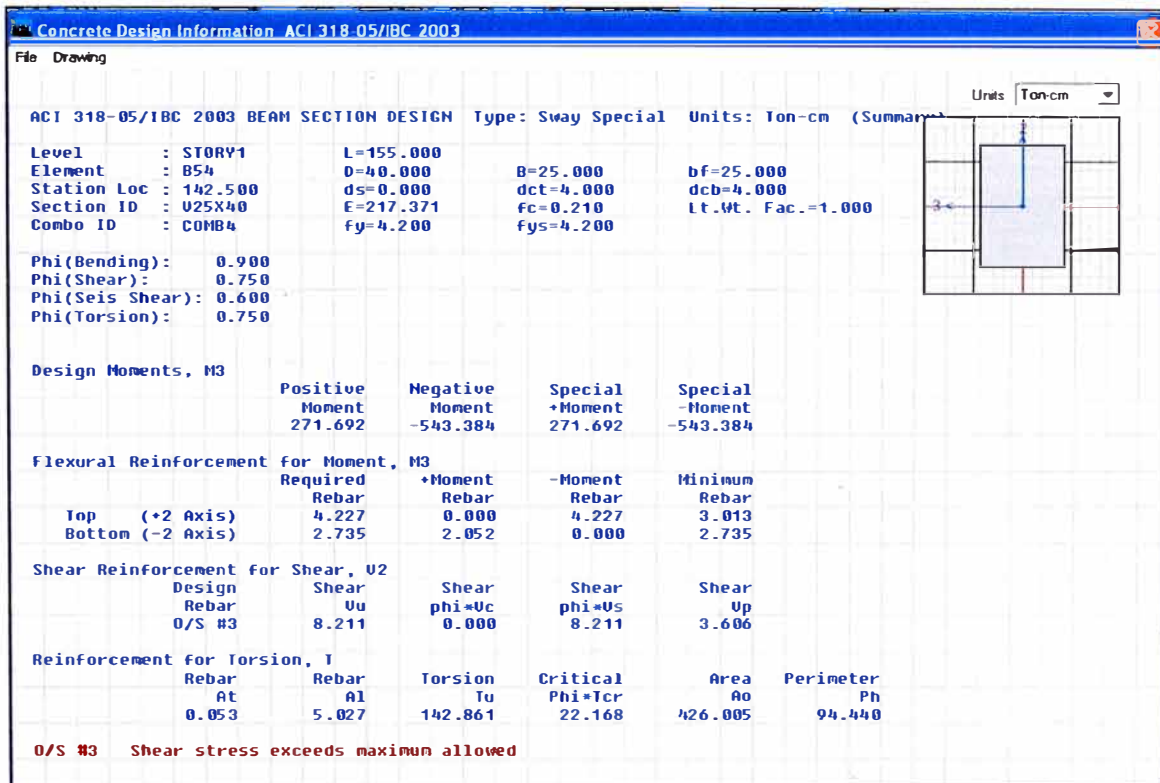 Concrete Design Information ACI 318-05/IBC 2003
File Drawing
Units Ton-cm
ACI 318-05/IBC 2003 BEAM SECTION DESIGN Type: Sway Special Units: Ton-cm (Summary)
Level : STORY1 L=155.000
Element : B54 D=40.000 B=25.000 bf=25.000
Station Loc : 142.500 ds=0.000 dct=4.000 dcb=4.000
Section ID : V25X40 E=217.371 fc=0.210 Lt.Wt. Fac.=1.000
Combo ID : COMB4 fy=4.200 fys=4.200
2
3
Phi(Bending): 0.900
Phi(Shear): 0.750
Phi(Seis Shear): 0.600
Phi(Torsion): 0.750
Design Moments, M3
Positive Negative Special Special
Moment Moment +Moment -Moment
271.692 -543.384 271.692 -543.384
Flexural Reinforcement for Moment, M3
Required +Moment -Moment Minimum
Rebar Rebar Rebar Rebar
Top (+2 Axis) 4.227 0.000 4.227 3.013
Bottom (-2 Axis) 2.735 2.052 0.000 2.735
Shear Reinforcement for Shear, V2
Design Shear Shear Shear Shear
Rebar Vu phi*Vc phi*Vs Vp
O/S #3 8.211 0.000 8.211 3.606
Reinforcement for Torsion, T
Rebar Rebar Torsion Critical Area Perimeter
At Al Tu Phi*Tcr Ao Ph
0.053 5.027 142.861 22.168 426.005 94.440
O/S #3 Shear stress exceeds maximum allowed